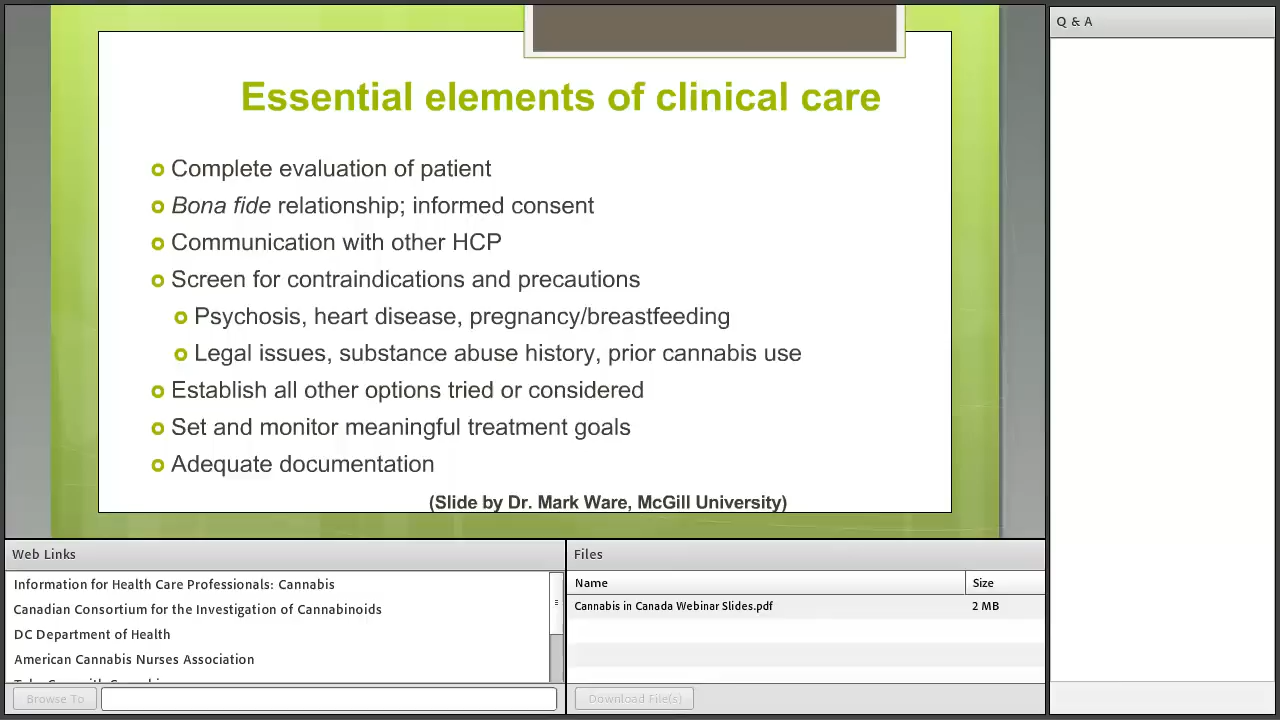 Q & A
Essential elements of clinical care
Complete evaluation of patient
Bona fide relationship; informed consent
Communication with other HCP
Screen for contraindications and precautions
Psychosis, heart disease, pregnancy/breastfeeding
Legal issues, substance abuse history, prior cannabis use
Establish all other options tried or considered
Set and monitor meaningful treatment goals
Adequate documentation
(Slide by Dr. Mark Ware, McGill University)
Web Links
Information for Health Care Professionals: Cannabis
Canadian Consortium for the Investigation of Cannabinoids
DC Department of Health
American Cannabis Nurses Association
Browse To
Files
Name Size
Cannabis in Canada Webinar Slides.pdf 2 MB
Download File(s)